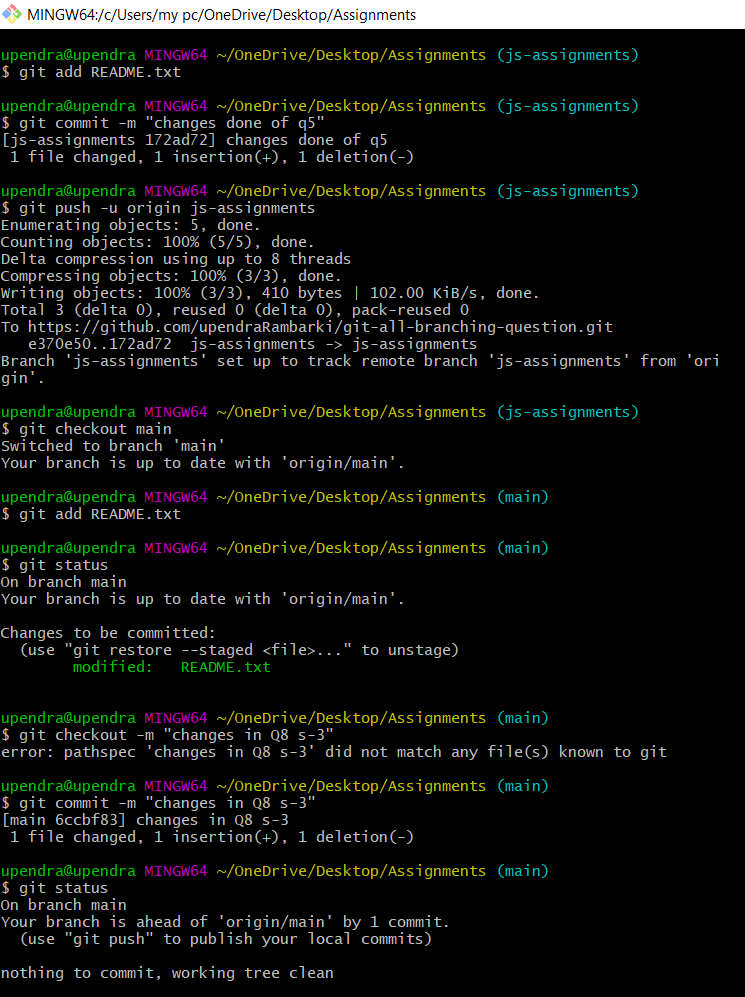 MINGW64:/c/Users/my pc/OneDrive/Desktop/Assignments
upendra@upendra MINGW64 ~/OneDrive/Desktop/Assignments (js-assignments)
$ git add README.txt
upendra@upendra MINGW64 ~/OneDrive/Desktop/Assignments (js-assignments)
$ git commit -m "changes done of q5"
[js-assignments 172ad72] changes done of q5
 1 file changed, 1 insertion(+), 1 deletion(-)
upendra@upendra MINGW64 ~/OneDrive/Desktop/Assignments (js-assignments)
$ git push -u origin js-assignments
Enumerating objects: 5, done.
Counting objects: 100% (5/5), done.
Delta compression using up to 8 threads
Compressing objects: 100% (3/3), done.
Writing objects: 100% (3/3), 410 bytes | 102.00 KiB/s, done.
Total 3 (delta 0), reused 0 (delta 0), pack-reused 0
To https://github.com/upendraRambarki/git-all-branching-question.git
   e370e50..172ad72  js-assignments -> js-assignments
Branch 'js-assignments' set up to track remote branch 'js-assignments' from 'ori
gin'.
upendra@upendra MINGW64 ~/OneDrive/Desktop/Assignments (js-assignments)
$ git checkout main
Switched to branch 'main'
Your branch is up to date with 'origin/main'.
upendra@upendra MINGW64 ~/OneDrive/Desktop/Assignments (main)
$ git add README.txt
upendra@upendra MINGW64 ~/OneDrive/Desktop/Assignments (main)
$ git status
On branch main
Your branch is up to date with 'origin/main'.
Changes to be committed:
  (use "git restore --staged <file>..." to unstage)
        modified:   README.txt
upendra@upendra MINGW64 ~/OneDrive/Desktop/Assignments (main)
$ git checkout -m "changes in Q8 s-3"
error: pathspec 'changes in Q8 s-3' did not match any file(s) known to git
upendra@upendra MINGW64 ~/OneDrive/Desktop/Assignments (main)
$ git commit -m "changes in Q8 s-3"
[main 6ccbf83] changes in Q8 s-3
 1 file changed, 1 insertion(+), 1 deletion(-)
upendra@upendra MINGW64 ~/OneDrive/Desktop/Assignments (main)
$ git status
On branch main
Your branch is ahead of 'origin/main' by 1 commit.
  (use "git push" to publish your local commits)
nothing to commit, working tree clean